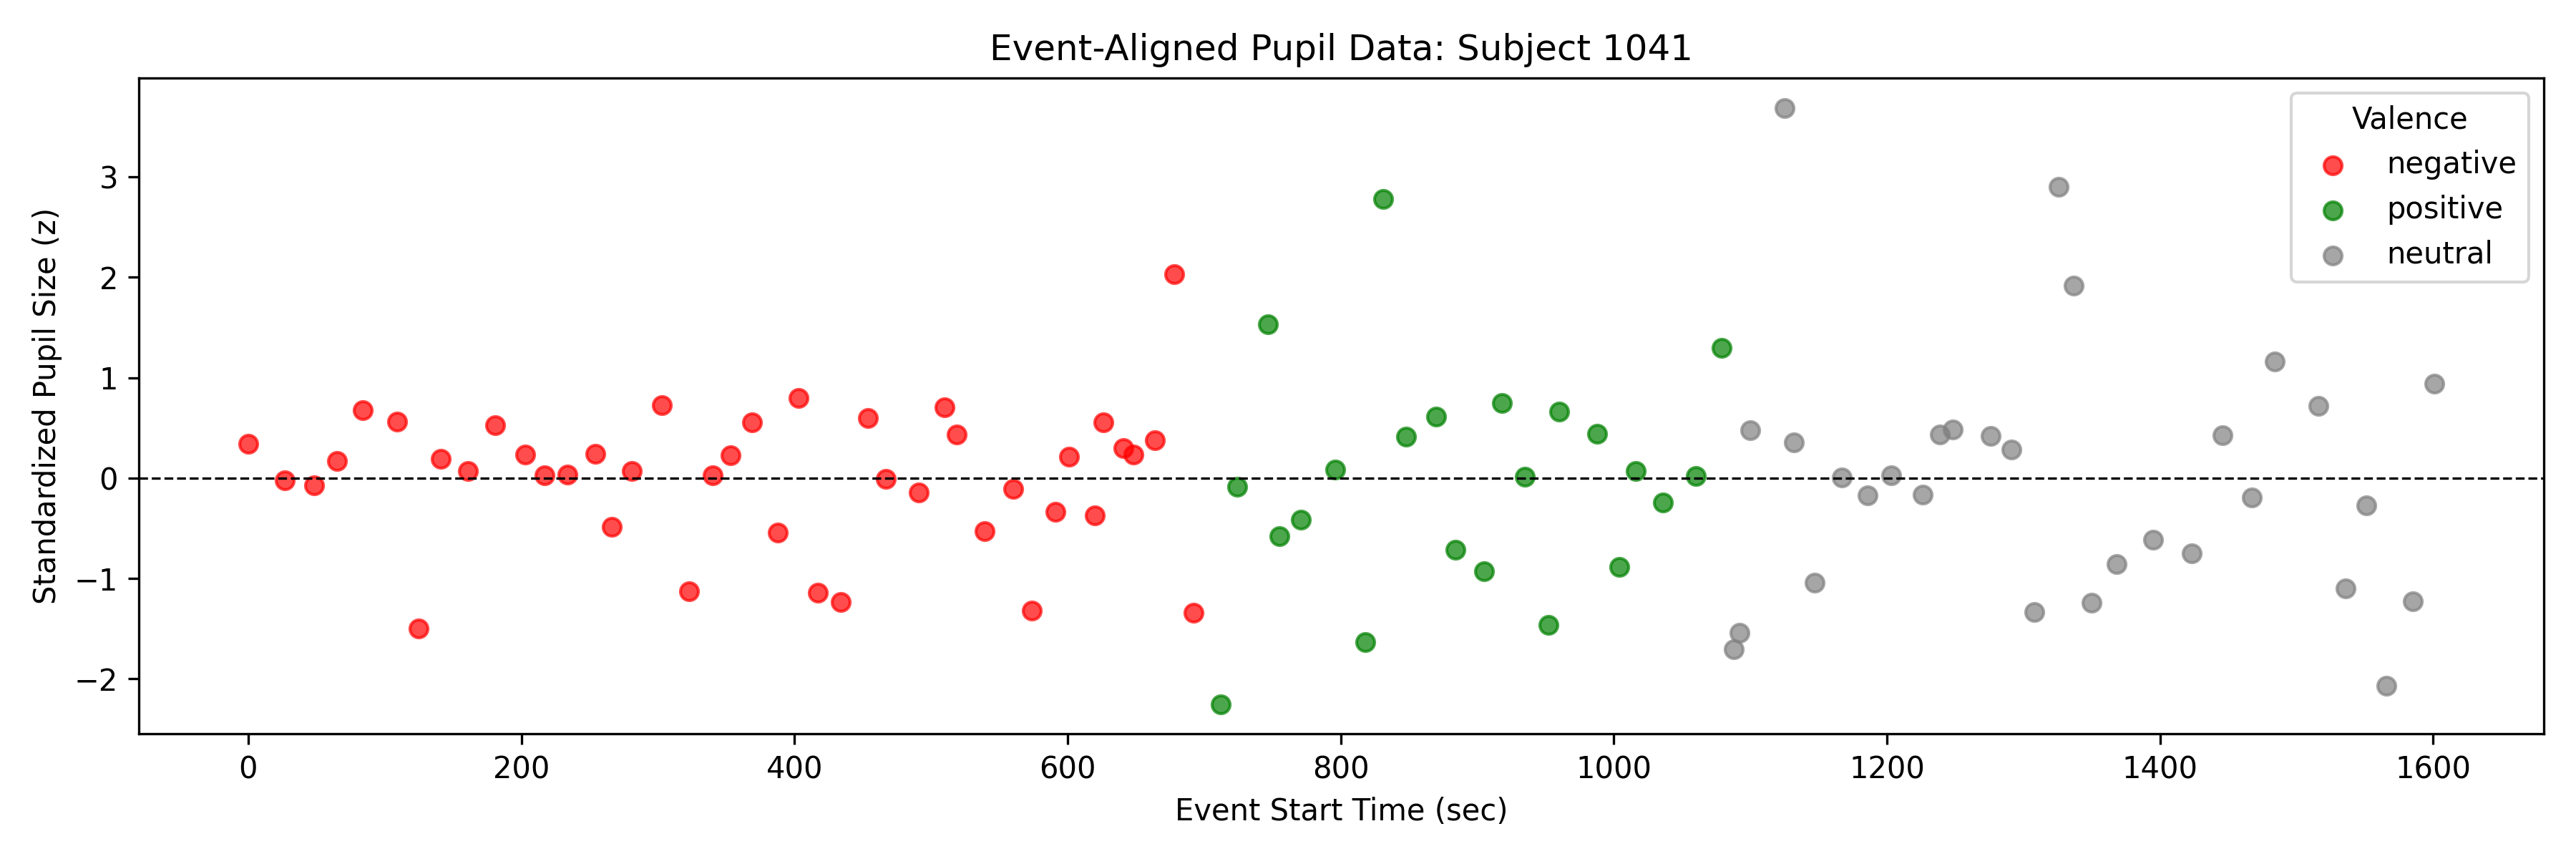 Event-Aligned Pupil Data: Subject 1041
Standardized Pupil Size (z)
3
2
1
0
−1
−2
Valence
negative
positive
neutral
0 200 400 600 800 1000 1200 1400 1600
Event Start Time (sec)